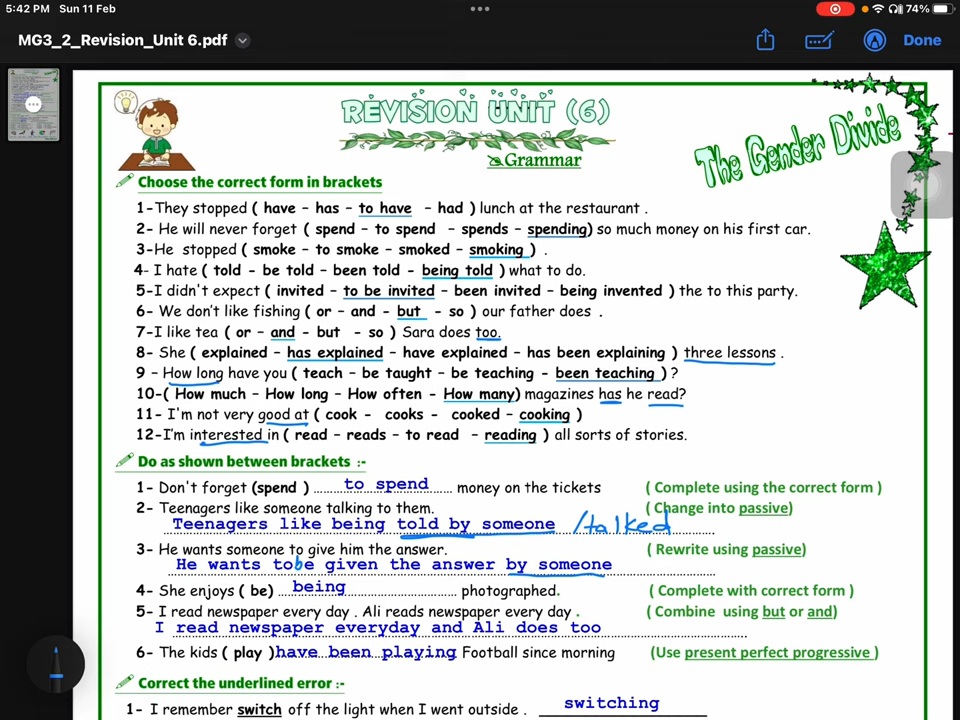 5:42 PM Sun 11 Feb
74%
MG3_2_Revision_Unit 6.pdf
Done
REVISION UNIT (6)
The Gender Divide
Grammar
Choose the correct form in brackets
1-They stopped ( have – has – to have – had ) lunch at the restaurant .
2- He will never forget ( spend – to spend - spends – spending) so much money on his first car.
3-He stopped ( smoke – to smoke – smoked – smoking ) .
4- I hate ( told - be told – been told - being told ) what to do.
5-I didn't expect ( invited – to be invited – been invited – being invented ) the to this party.
6- We don't like fishing ( or – and - but - so ) our father does .
7-I like tea ( or – and - but - so ) Sara does too.
8- She ( explained – has explained – have explained – has been explaining ) three lessons .
9 – How long have you ( teach – be taught – be teaching - been teaching ) ?
10-( How much – How long – How often - How many) magazines has he read?
11- I'm not very good at ( cook - cooks - cooked – cooking )
12-I'm interested in ( read – reads – to read – reading ) all sorts of stories.
Do as shown between brackets :-
1- Don't forget (spend ) to spend money on the tickets ( Complete using the correct form )
2- Teenagers like someone talking to them. ( Change into passive)
Teenagers like being told by someone /talked
3- He wants someone to give him the answer. ( Rewrite using passive)
He wants to be given the answer by someone
4- She enjoys ( be) being photographed. ( Complete with correct form )
5- I read newspaper every day . Ali reads newspaper every day . ( Combine using but or and)
I read newspaper everyday and Ali does too
6- The kids ( play )have been playing Football since morning (Use present perfect progressive )
Correct the underlined error :-
1- I remember switch off the light when I went outside . switching